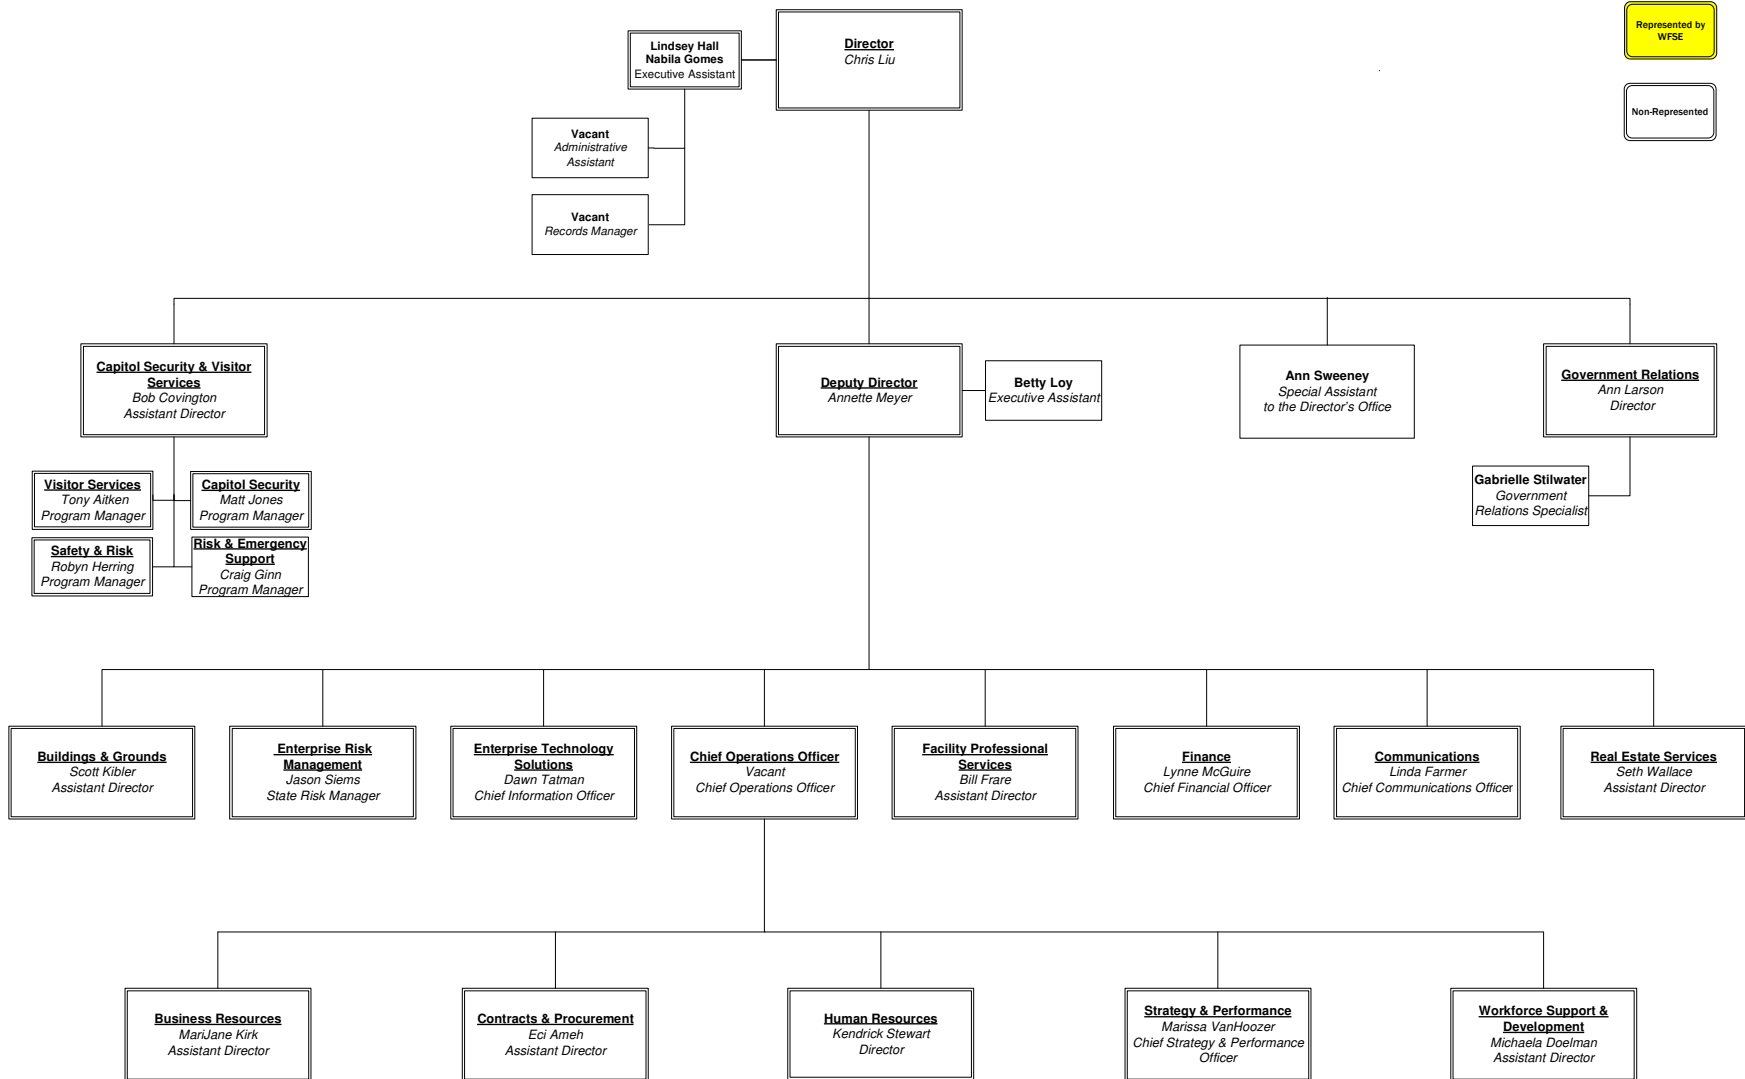 Represented by
WFSE
Lindsey Hall
Nabila Gomes
Executive Assistant
Director
Chris Liu
Non-Represented
Vacant
Administrative
Assistant
Vacant
Records Manager
Capitol Security & Visitor
Services
Bob Covington
Assistant Director
Deputy Director
Annette Meyer
Betty Loy
Executive Assistant
Ann Sweeney
Special Assistant
to the Director's Office
Government Relations
Ann Larson
Director
Visitor Services
Tony Aitken
Program Manager
Capitol Security
Matt Jones
Program Manager
Gabrielle Stilwater
Government
Relations Specialist
Safety & Risk
Robyn Herring
Program Manager
Risk & Emergency
Support
Craig Ginn
Program Manager
Buildings & Grounds
Scott Kibler
Assistant Director
Enterprise Risk
Management
Jason Siems
State Risk Manager
Enterprise Technology
Solutions
Dawn Tatman
Chief Information Officer
Chief Operations Officer
Vacant
Chief Operations Officer
Facility Professional
Services
Bill Frare
Assistant Director
Finance
Lynne McGuire
Chief Financial Officer
Communications
Linda Farmer
Chief Communications Officer
Real Estate Services
Seth Wallace
Assistant Director
Business Resources
MariJane Kirk
Assistant Director
Contracts & Procurement
Eci Ameh
Assistant Director
Human Resources
Kendrick Stewart
Director
Strategy & Performance
Marissa VanHoozer
Chief Strategy & Performance
Officer
Workforce Support &
Development
Michaela Doelman
Assistant Director